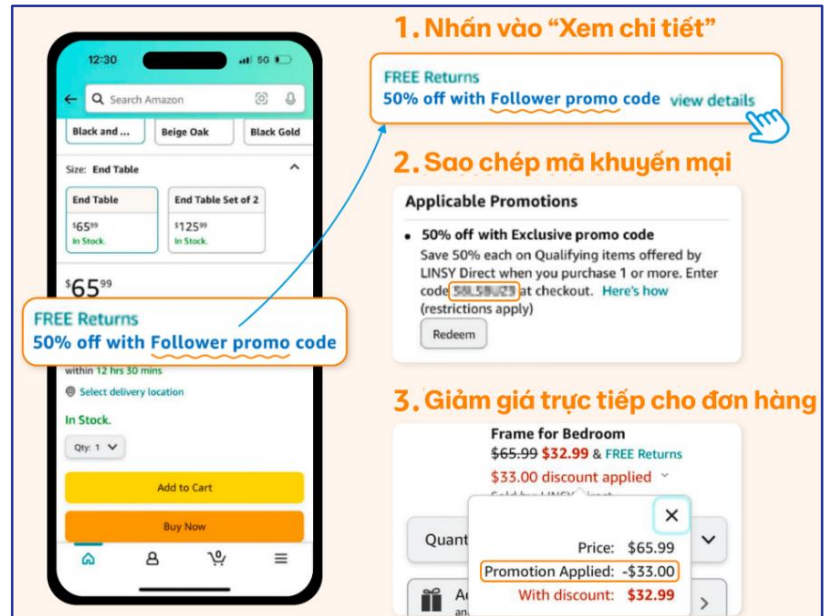 12:30
5G
Search Amazon
Black and ...
Beige Oak
Black Gold
Size: End Table
End Table
$65⁹⁹
In Stock.
End Table Set of 2
$125⁹⁹
In Stock.
$65⁹⁹
FREE Returns
50% off with Follower promo code
within 12 hrs 30 mins
Select delivery location
In Stock.
Qty: 1
Add to Cart
Buy Now
0
1. Nhấn vào “Xem chi tiết”
FREE Returns
50% off with Follower promo code view details
2. Sao chép mã khuyến mại
Applicable Promotions
• 50% off with Exclusive promo code
Save 50% each on Qualifying items offered by
LINSY Direct when you purchase 1 or more. Enter
code at checkout. Here's how
(restrictions apply)
Redeem
3. Giảm giá trực tiếp cho đơn hàng
Frame for Bedroom
$65.99 $32.99 & FREE Returns
$33.00 discount applied
Quant
Price: $65.99
Promotion Applied: -$33.00
With discount: $32.99